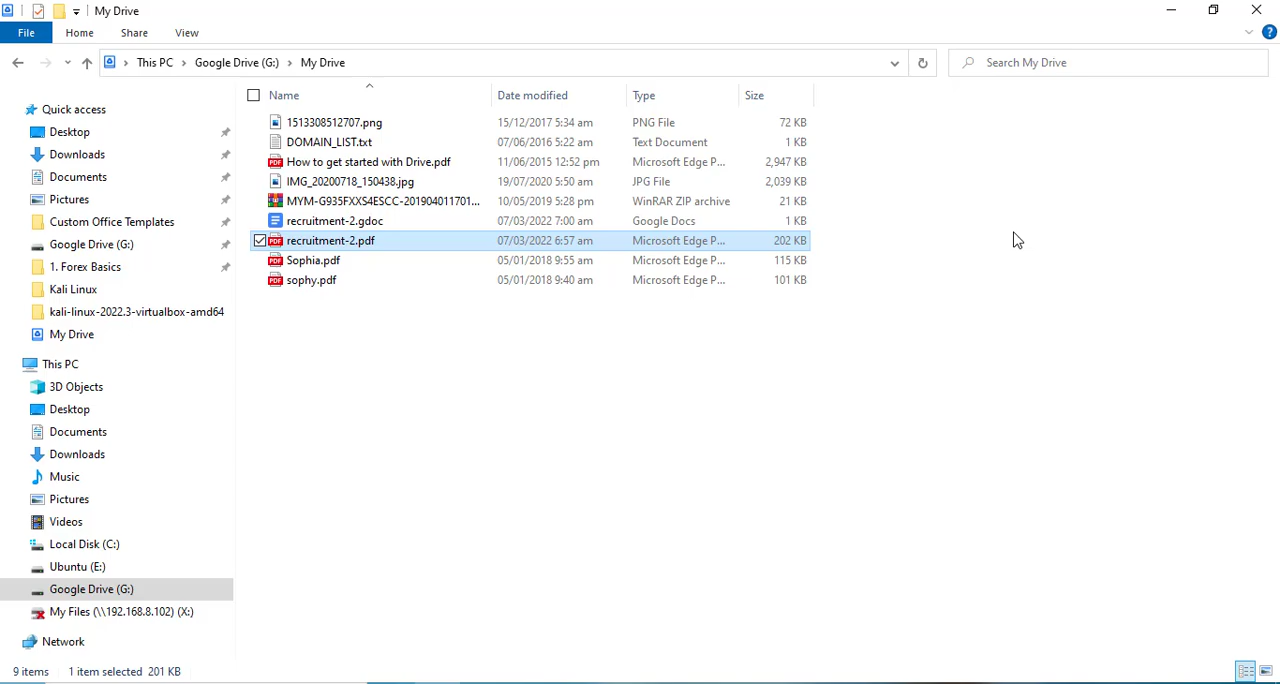 My Drive
File Home Share View
This PC Google Drive (G:) My Drive
Search My Drive
Name Date modified Type Size
1513308512707.png 15/12/2017 5:34 am PNG File 72 KB
DOMAIN_LIST.txt 07/06/2016 5:22 am Text Document 1 KB
How to get started with Drive.pdf 11/06/2015 12:52 pm Microsoft Edge P... 2,947 KB
IMG_20200718_150438.jpg 19/07/2020 5:50 am JPG File 2,039 KB
MYM-G935FXXS4ESCC-201904011701... 10/05/2019 5:28 pm WinRAR ZIP archive 21 KB
recruitment-2.gdoc 07/03/2022 7:00 am Google Docs 1 KB
recruitment-2.pdf 07/03/2022 6:57 am Microsoft Edge P... 202 KB
Sophia.pdf 05/01/2018 9:55 am Microsoft Edge P... 115 KB
sophy.pdf 05/01/2018 9:40 am Microsoft Edge P... 101 KB
Quick access
Desktop
Downloads
Documents
Pictures
Custom Office Templates
Google Drive (G:)
1. Forex Basics
Kali Linux
kali-linux-2022.3-virtualbox-amd64
My Drive
This PC
3D Objects
Desktop
Documents
Downloads
Music
Pictures
Videos
Local Disk (C:)
Ubuntu (E:)
Google Drive (G:)
My Files (\\192.168.8.102) (X:)
Network
9 items 1 item selected 201 KB